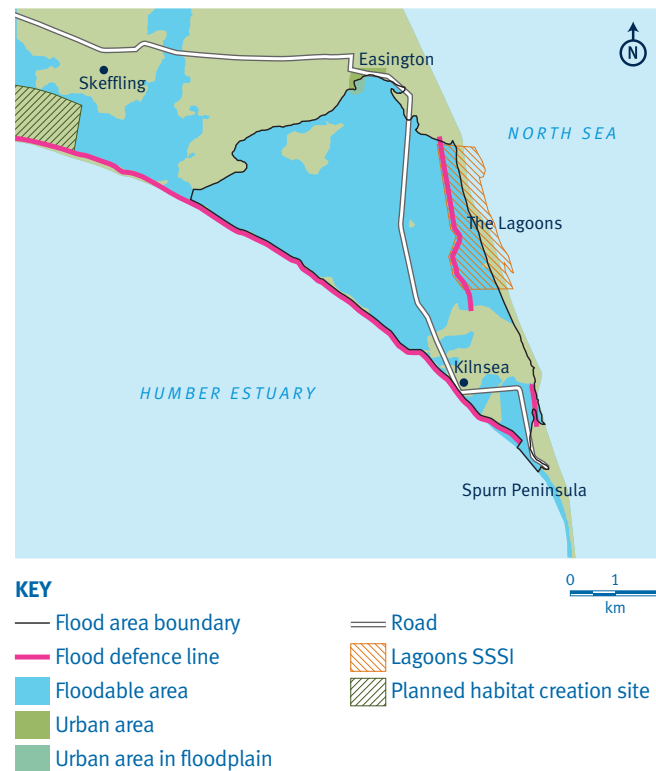 Easington
N
Skeffling
NORTH SEA
The Lagoons
Kilnsea
HUMBER ESTUARY
Spurn Peninsula
KEY
0 1
km
Flood area boundary
Road
Flood defence line
Lagoons SSSI
Floodable area
Planned habitat creation site
Urban area
Urban area in floodplain